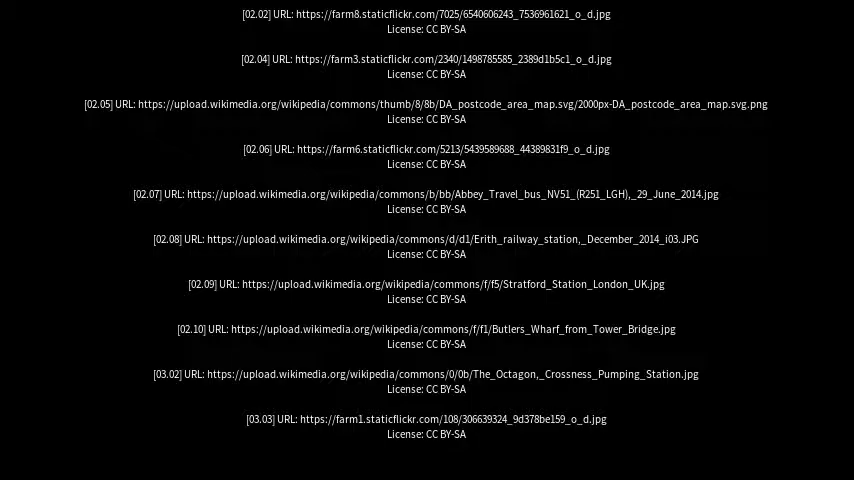 [02.02] URL: https://farm8.staticflickr.com/7025/6540606243_7536961621_o_d.jpg
License: CC BY-SA
[02.04] URL: https://farm3.staticflickr.com/2340/1498785585_2389d1b5c1_o_d.jpg
License: CC BY-SA
[02.05] URL: https://upload.wikimedia.org/wikipedia/commons/thumb/8/8b/DA_postcode_area_map.svg/2000px-DA_postcode_area_map.svg.png
License: CC BY-SA
[02.06] URL: https://farm6.staticflickr.com/5213/5439589688_44389831f9_o_d.jpg
License: CC BY-SA
[02.07] URL: https://upload.wikimedia.org/wikipedia/commons/b/bb/Abbey_Travel_bus_NV51_(R251_LGH),_29_June_2014.jpg
License: CC BY-SA
[02.08] URL: https://upload.wikimedia.org/wikipedia/commons/d/d1/Erith_railway_station,_December_2014_i03.JPG
License: CC BY-SA
[02.09] URL: https://upload.wikimedia.org/wikipedia/commons/f/f5/Stratford_Station_London_UK.jpg
License: CC BY-SA
[02.10] URL: https://upload.wikimedia.org/wikipedia/commons/f/f1/Butlers_Wharf_from_Tower_Bridge.jpg
License: CC BY-SA
[03.02] URL: https://upload.wikimedia.org/wikipedia/commons/0/0b/The_Octagon,_Crossness_Pumping_Station.jpg
License: CC BY-SA
[03.03] URL: https://farm1.staticflickr.com/108/306639324_9d378be159_o_d.jpg
License: CC BY-SA